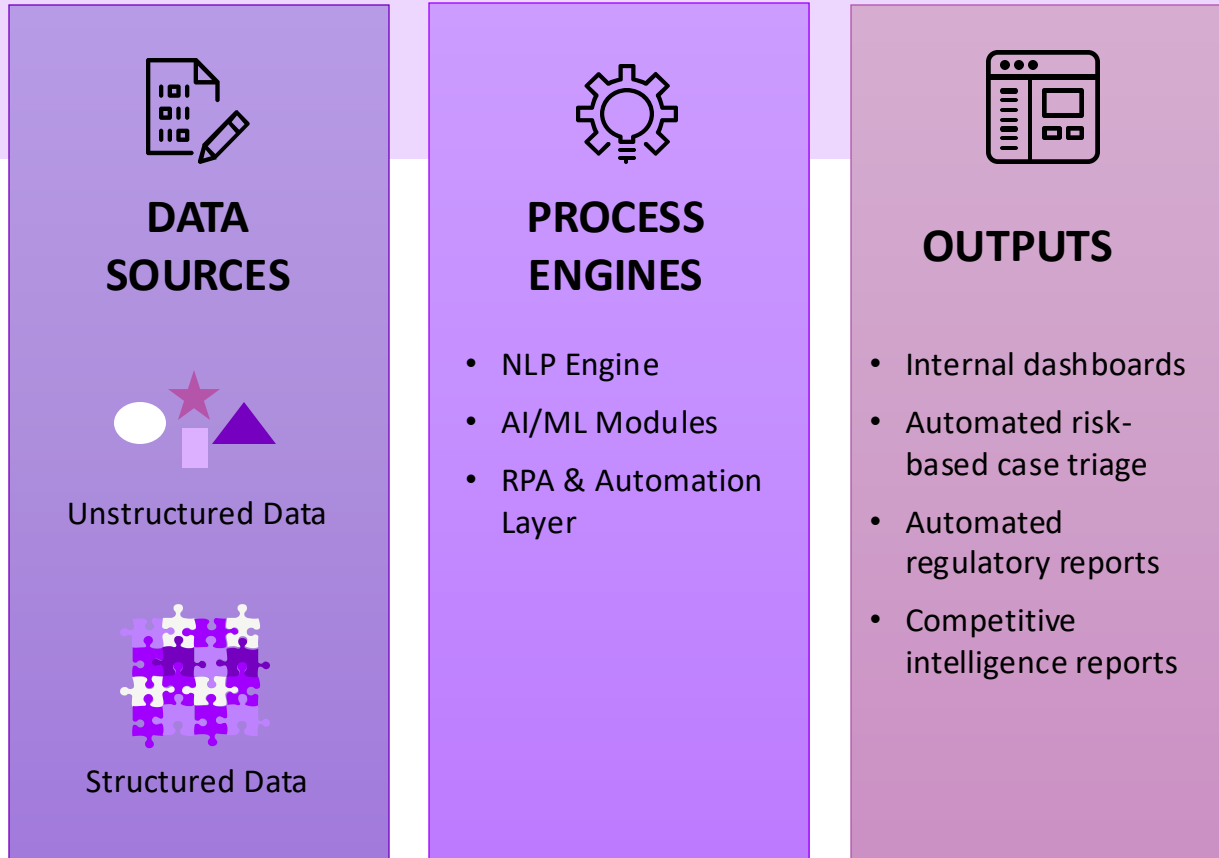 DATA
SOURCES
Unstructured Data
Structured Data
PROCESS
ENGINES
• NLP Engine
• AI/ML Modules
• RPA & Automation
Layer
OUTPUTS
• Internal dashboards
• Automated risk-
based case triage
• Automated
regulatory reports
• Competitive
intelligence reports